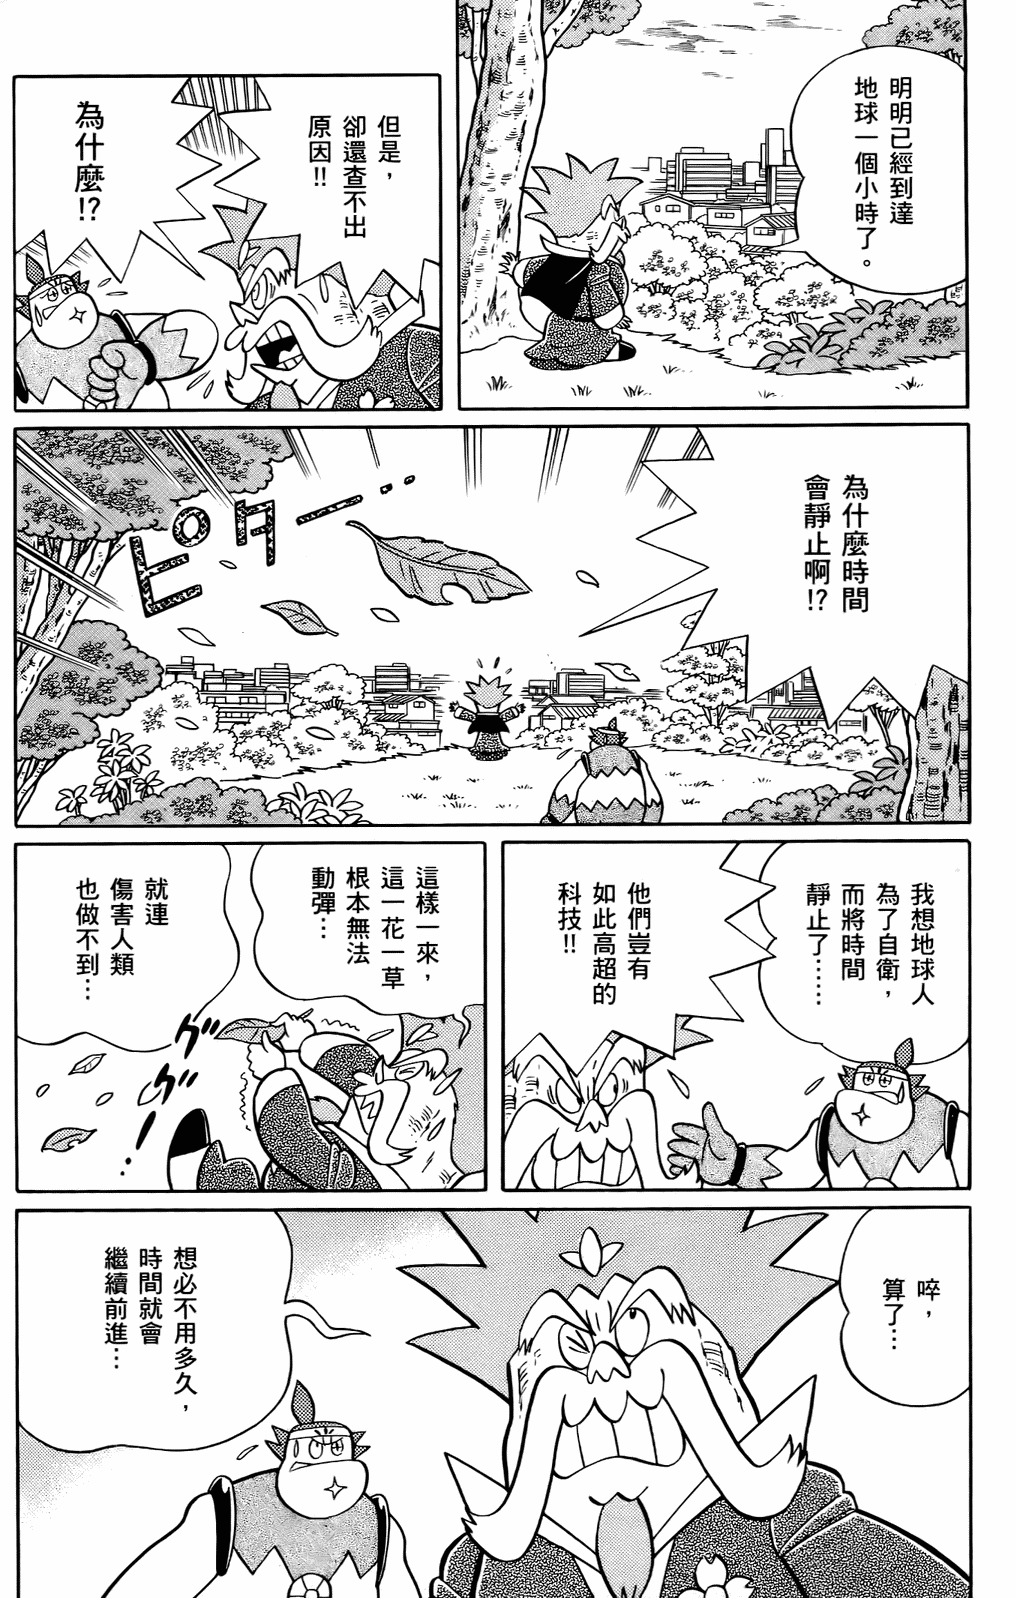 明明已經到達
地球一個小時了。
但是，
卻還查不出
原因!!
為什麼!?
為什麼時間
會靜止啊!?
ピタ一…
我想地球人
為了自衛，
而將時間
靜止了……
他們豈有
如此高超的
科技!!
這樣一來，
這一花一草
根本無法
動彈…
就連
傷害人類
也做不到…
グ
グ
!…
啐，
算了…
想必不用多久，
時間就會
繼續前進…